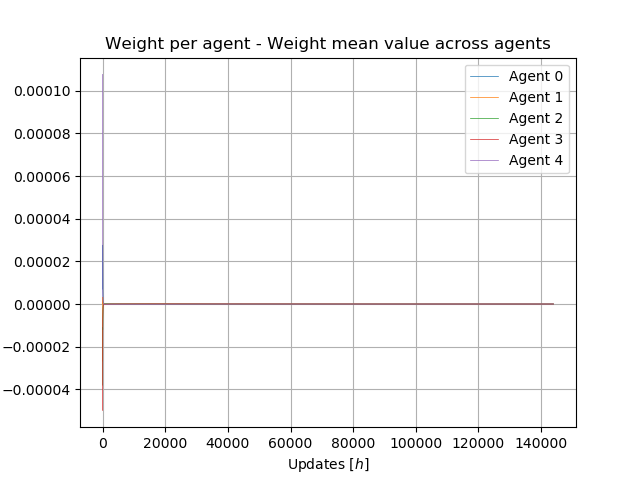 Weight per agent - Weight mean value across agents
0.00010
0.00008
0.00006
0.00004
0.00002
0.00000
−0.00002
−0.00004
Agent 0
Agent 1
Agent 2
Agent 3
Agent 4
0 20000 40000 60000 80000 100000 120000 140000
Updates [h]